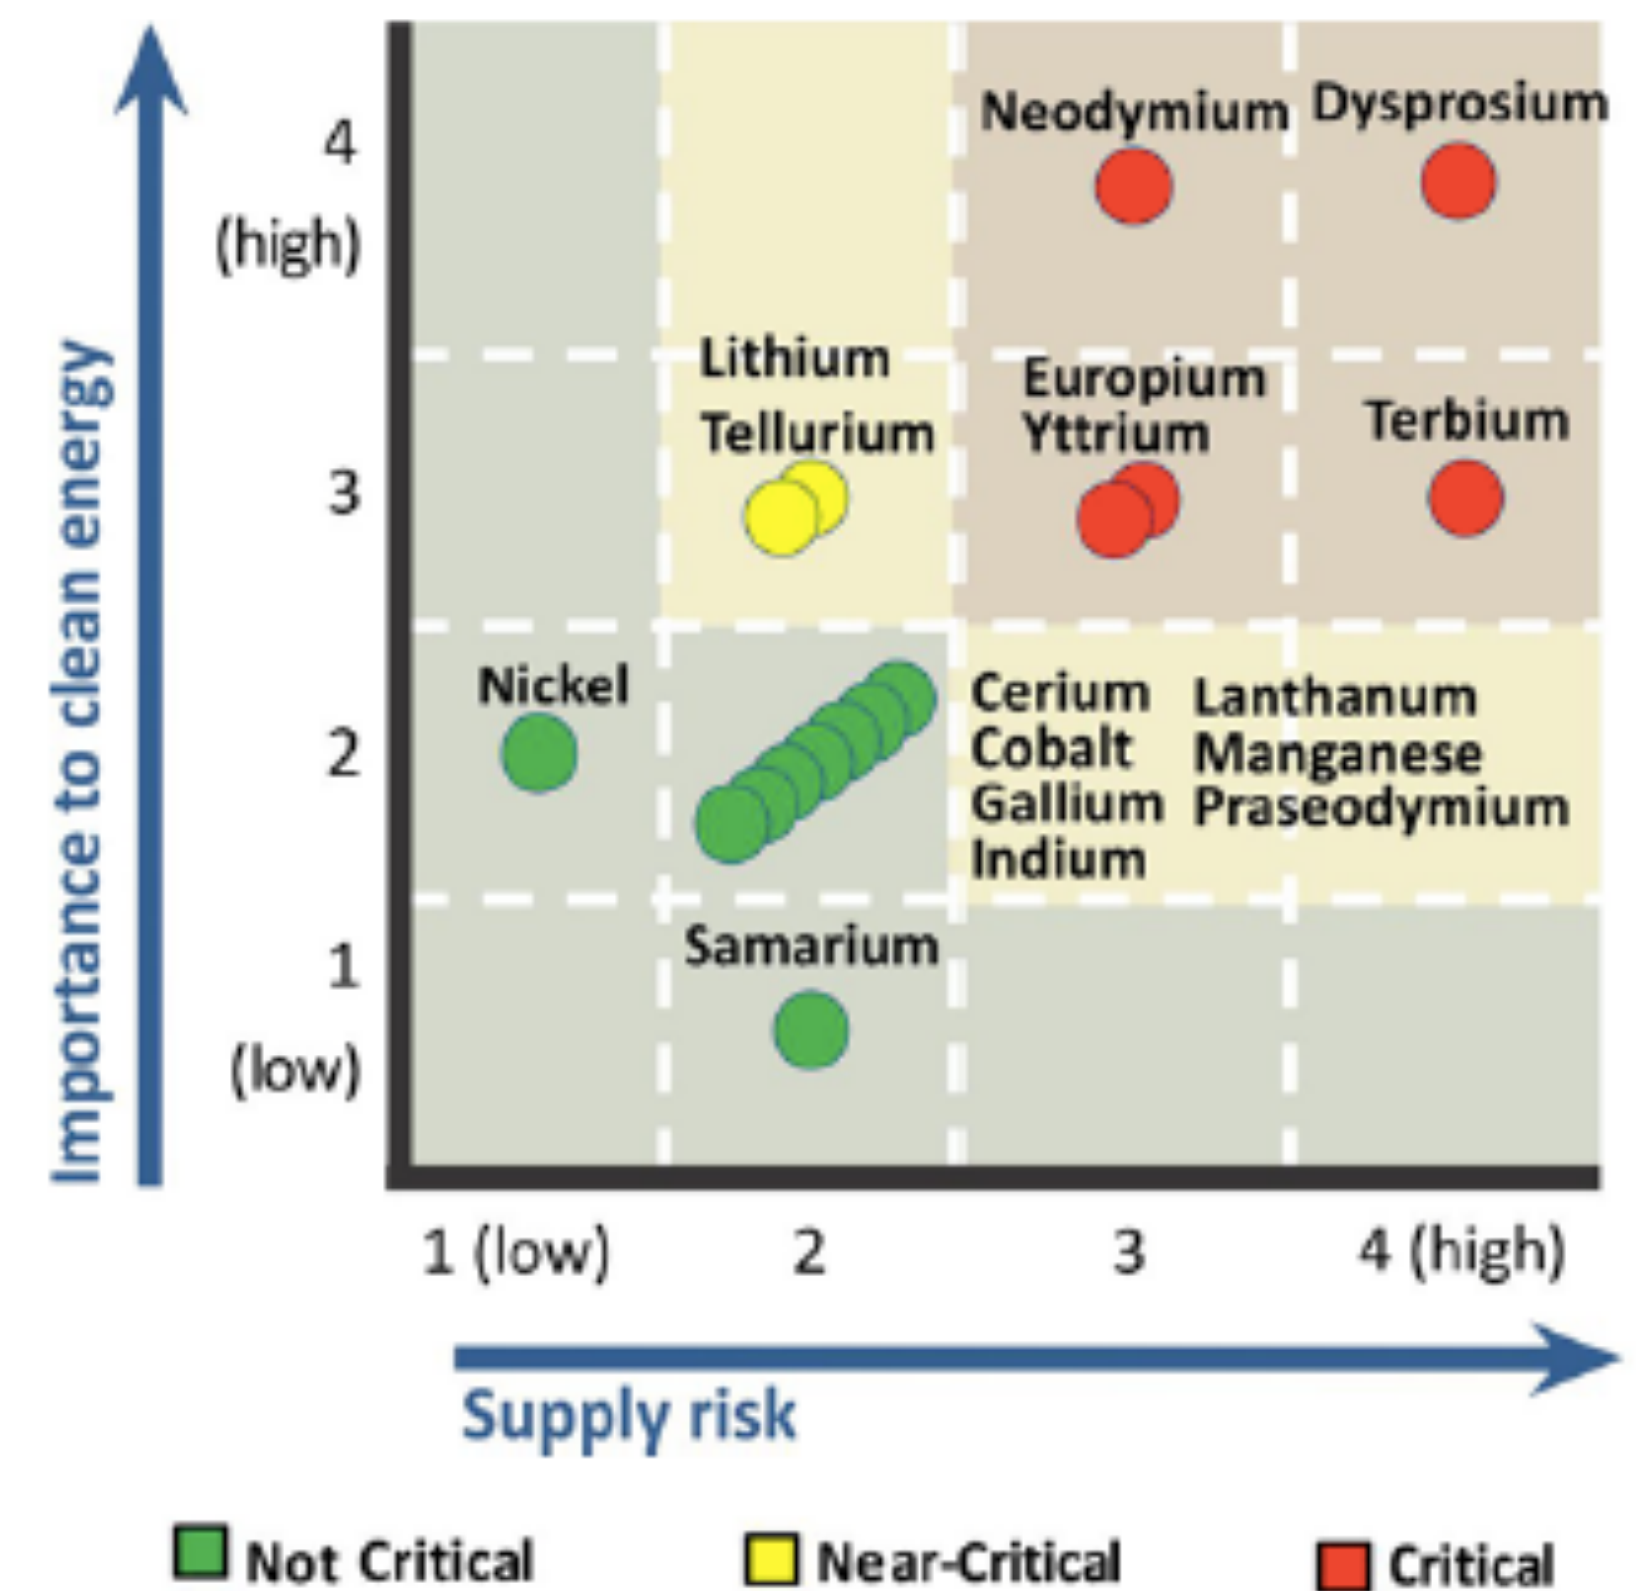 Importance to clean energy
4
(high)
3
2
1
(low)
Neodymium
Dysprosium
Lithium
Tellurium
Europium
Yttrium
Terbium
Nickel
Cerium
Cobalt
Gallium
Indium
Lanthanum
Manganese
Praseodymium
Samarium
1 (low)
2
3
4 (high)
Supply risk
Not Critical
Near-Critical
Critical